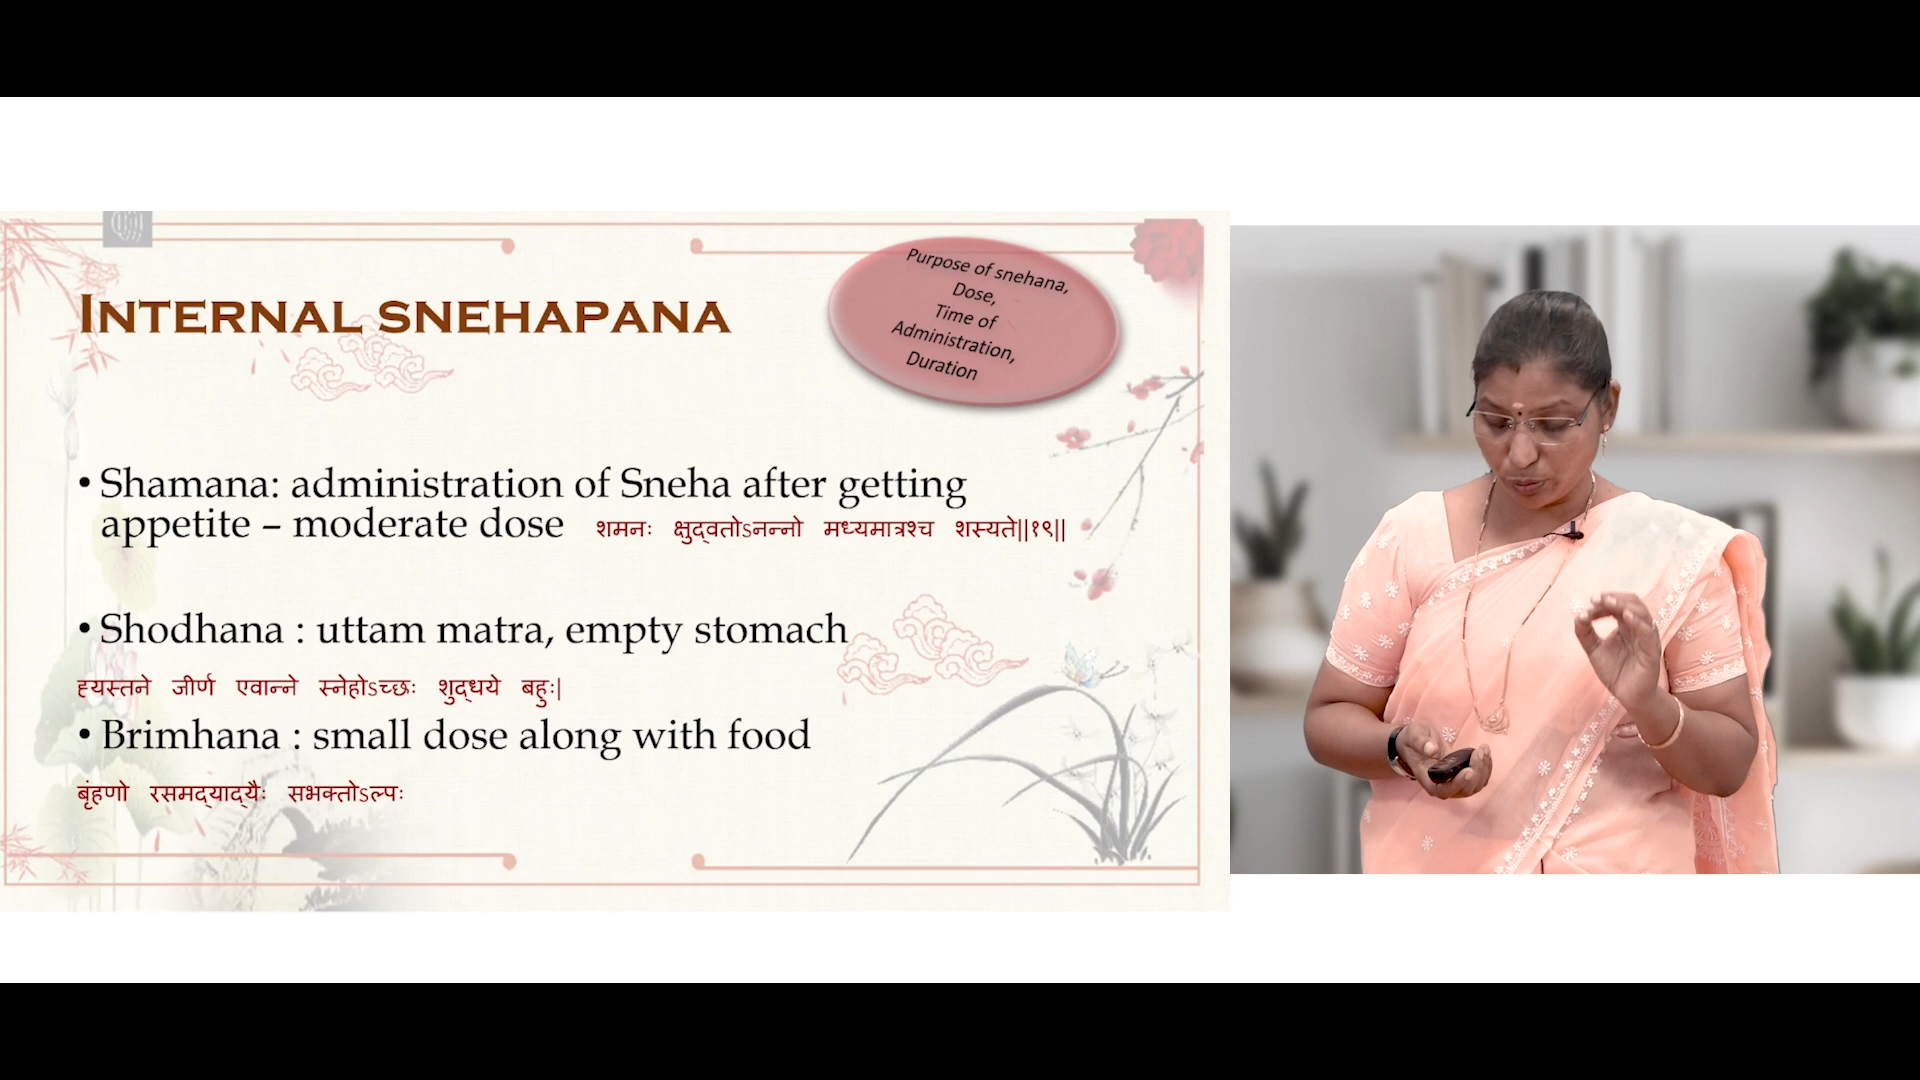 INTERNAL SNEHAPANA
Purpose of snehana,
Dose,
Time of
Administration,
Duration
• Shamana: administration of Sneha after getting
appetite – moderate dose शमनः क्षुद्वतोऽनन्नो मध्यमात्रश्च शस्यते||१९||
• Shodhana : uttam matra, empty stomach
ह्यस्तने जीर्ण एवान्ने स्नेहोऽच्छः शुद्धये बहुः|
• Brimhana : small dose along with food
बृंहणो रसमद्याद्यैः सभक्तोऽल्पः